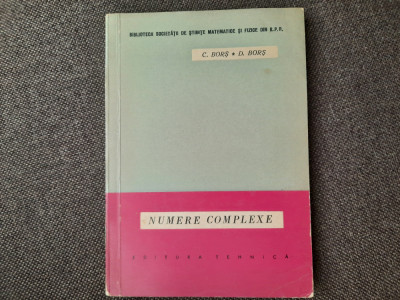 BIBLIOTECA SOCIETĂȚII DE ȘTIINȚE MATEMATICE ȘI FIZICE DIN R.P.R.
C. BORȘ ★ D. BORȘ
NUMERE COMPLEXE
EDITURA TEHNICĂ